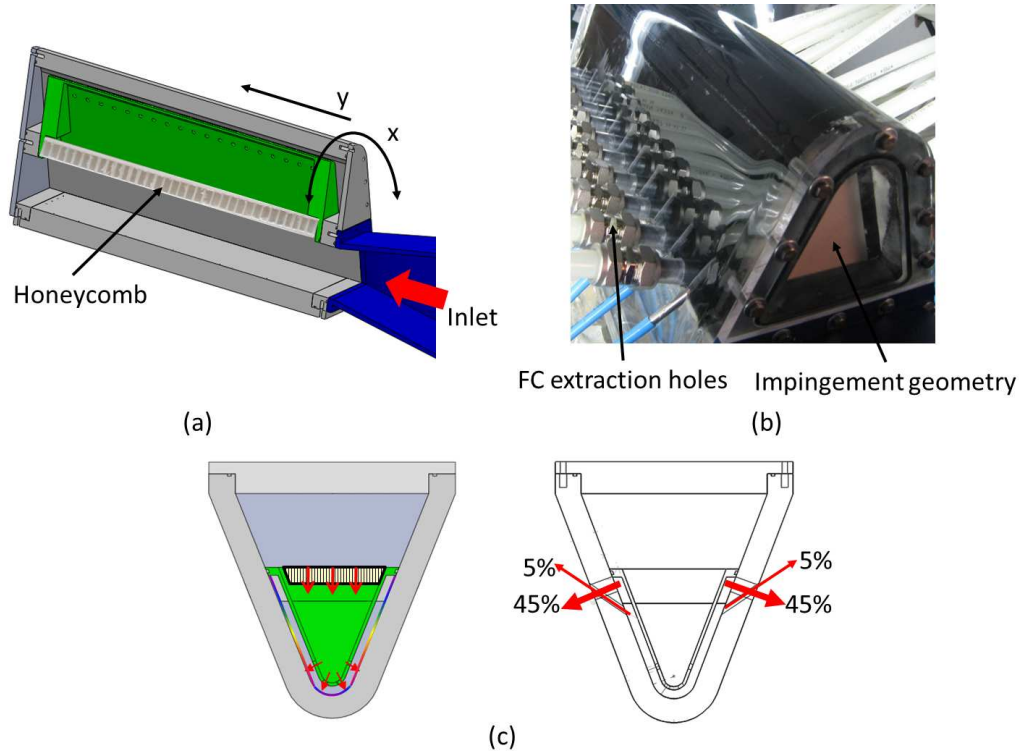 y
x
Honeycomb
Inlet
FC extraction holes
Impingement geometry
(a)
(b)
5%
5%
45%
45%
(c)